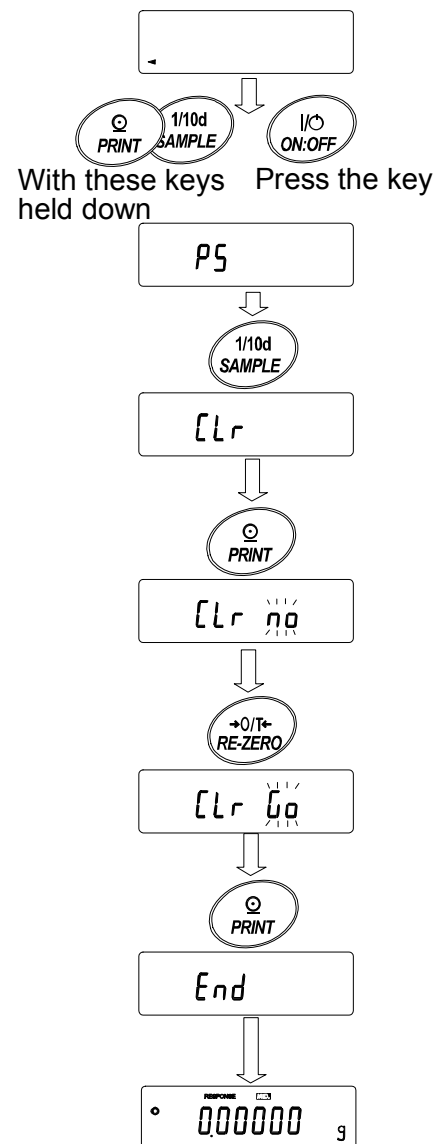 1/10d
PRINT SAMPLE ON:OFF
With these keys Press the key
held down
PS
1/10d
SAMPLE
CLr
PRINT
CLr no
→0/T←
RE-ZERO
CLr Go
PRINT
End
RESPONSE
0.00000 g